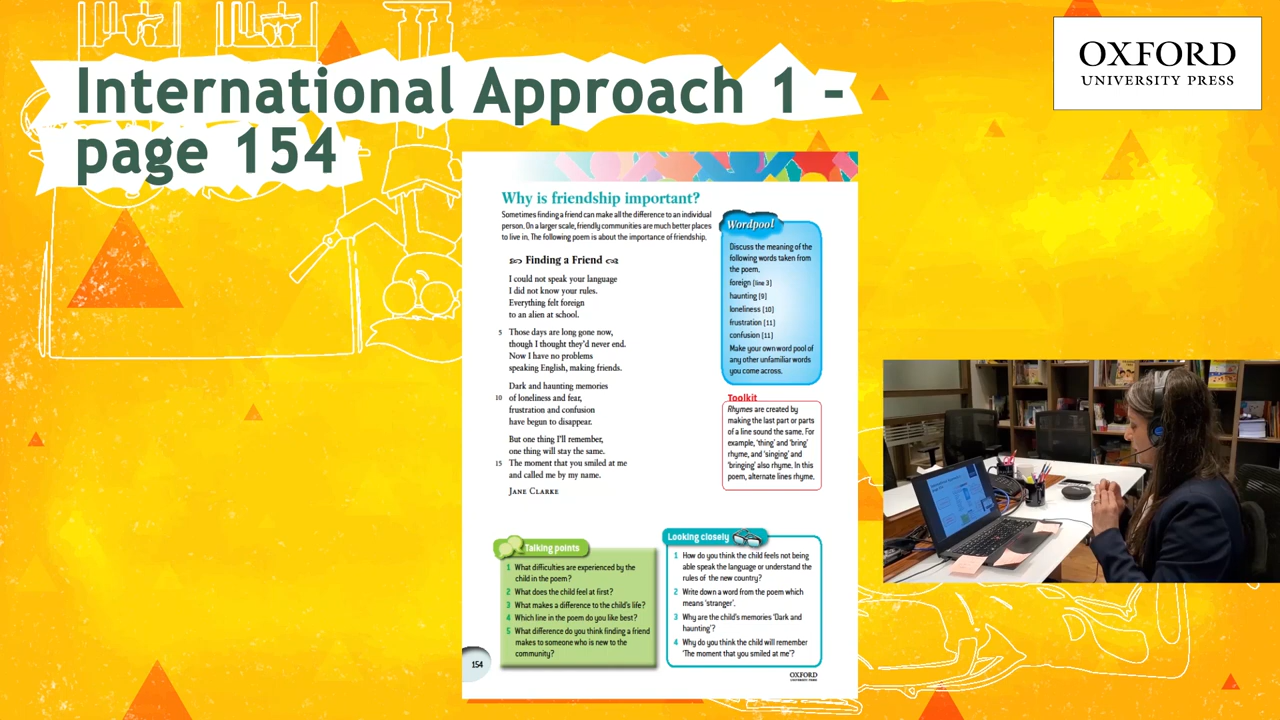 International Approach 1 -
page 154
OXFORD
UNIVERSITY PRESS
Why is friendship important?
Sometimes finding a friend can make all the difference to an individual
person. On a larger scale, friendly communities are much better places
to live in. The following poem is about the importance of friendship.
Finding a Friend
I could not speak your language
I did not know your rules.
Everything felt foreign
to an alien at school.
5 Those days are long gone now,
though I thought they'd never end.
Now I have no problems
speaking English, making friends.
Dark and haunting memories
10 of loneliness and fear,
frustration and confusion
have begun to disappear.
But one thing I'll remember,
one thing will stay the same.
15 The moment that you smiled at me
and called me by my name.
JANE CLARKE
Wordpool
Discuss the meaning of the
following words taken from
the poem.
foreign [line 3]
haunting [9]
loneliness [10]
frustration [11]
confusion [11]
Make your own word pool of
any other unfamiliar words
you come across.
Toolkit
Rhymes are created by
making the last part or parts
of a line sound the same. For
example, 'thing' and 'bring'
rhyme, and 'singing' and
'bringing' also rhyme. In this
poem, alternate lines rhyme.
Talking points
1 What difficulties are experienced by the
child in the poem?
2 What does the child feel at first?
3 What makes a difference to the child's life?
4 Which line in the poem do you like best?
5 What difference do you think finding a friend
makes to someone who is new to the
community?
Looking closely
1 How do you think the child feels not being
able speak the language or understand the
rules of the new country?
2 Write down a word from the poem which
means 'stranger'.
3 Why are the child's memories 'Dark and
haunting'?
4 Why do you think the child will remember
'The moment that you smiled at me'?
154
OXFORD
UNIVERSITY PRESS